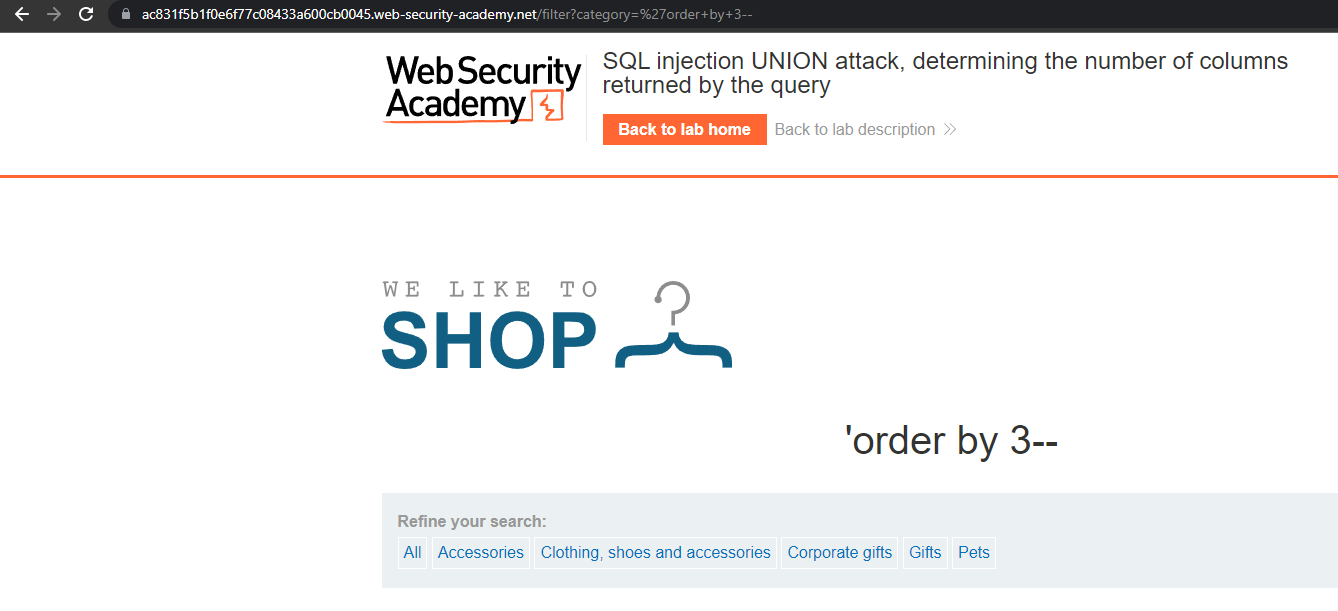 ac831f5b1f0e6f77c08433a600cb0045.web-security-academy.net/filter?category=%27order+by+3--
WebSecurity
Academy
SQL injection UNION attack, determining the number of columns
returned by the query
Back to lab home
Back to lab description
WE LIKE TO
SHOP
'order by 3--
Refine your search:
All Accessories Clothing, shoes and accessories Corporate gifts Gifts Pets